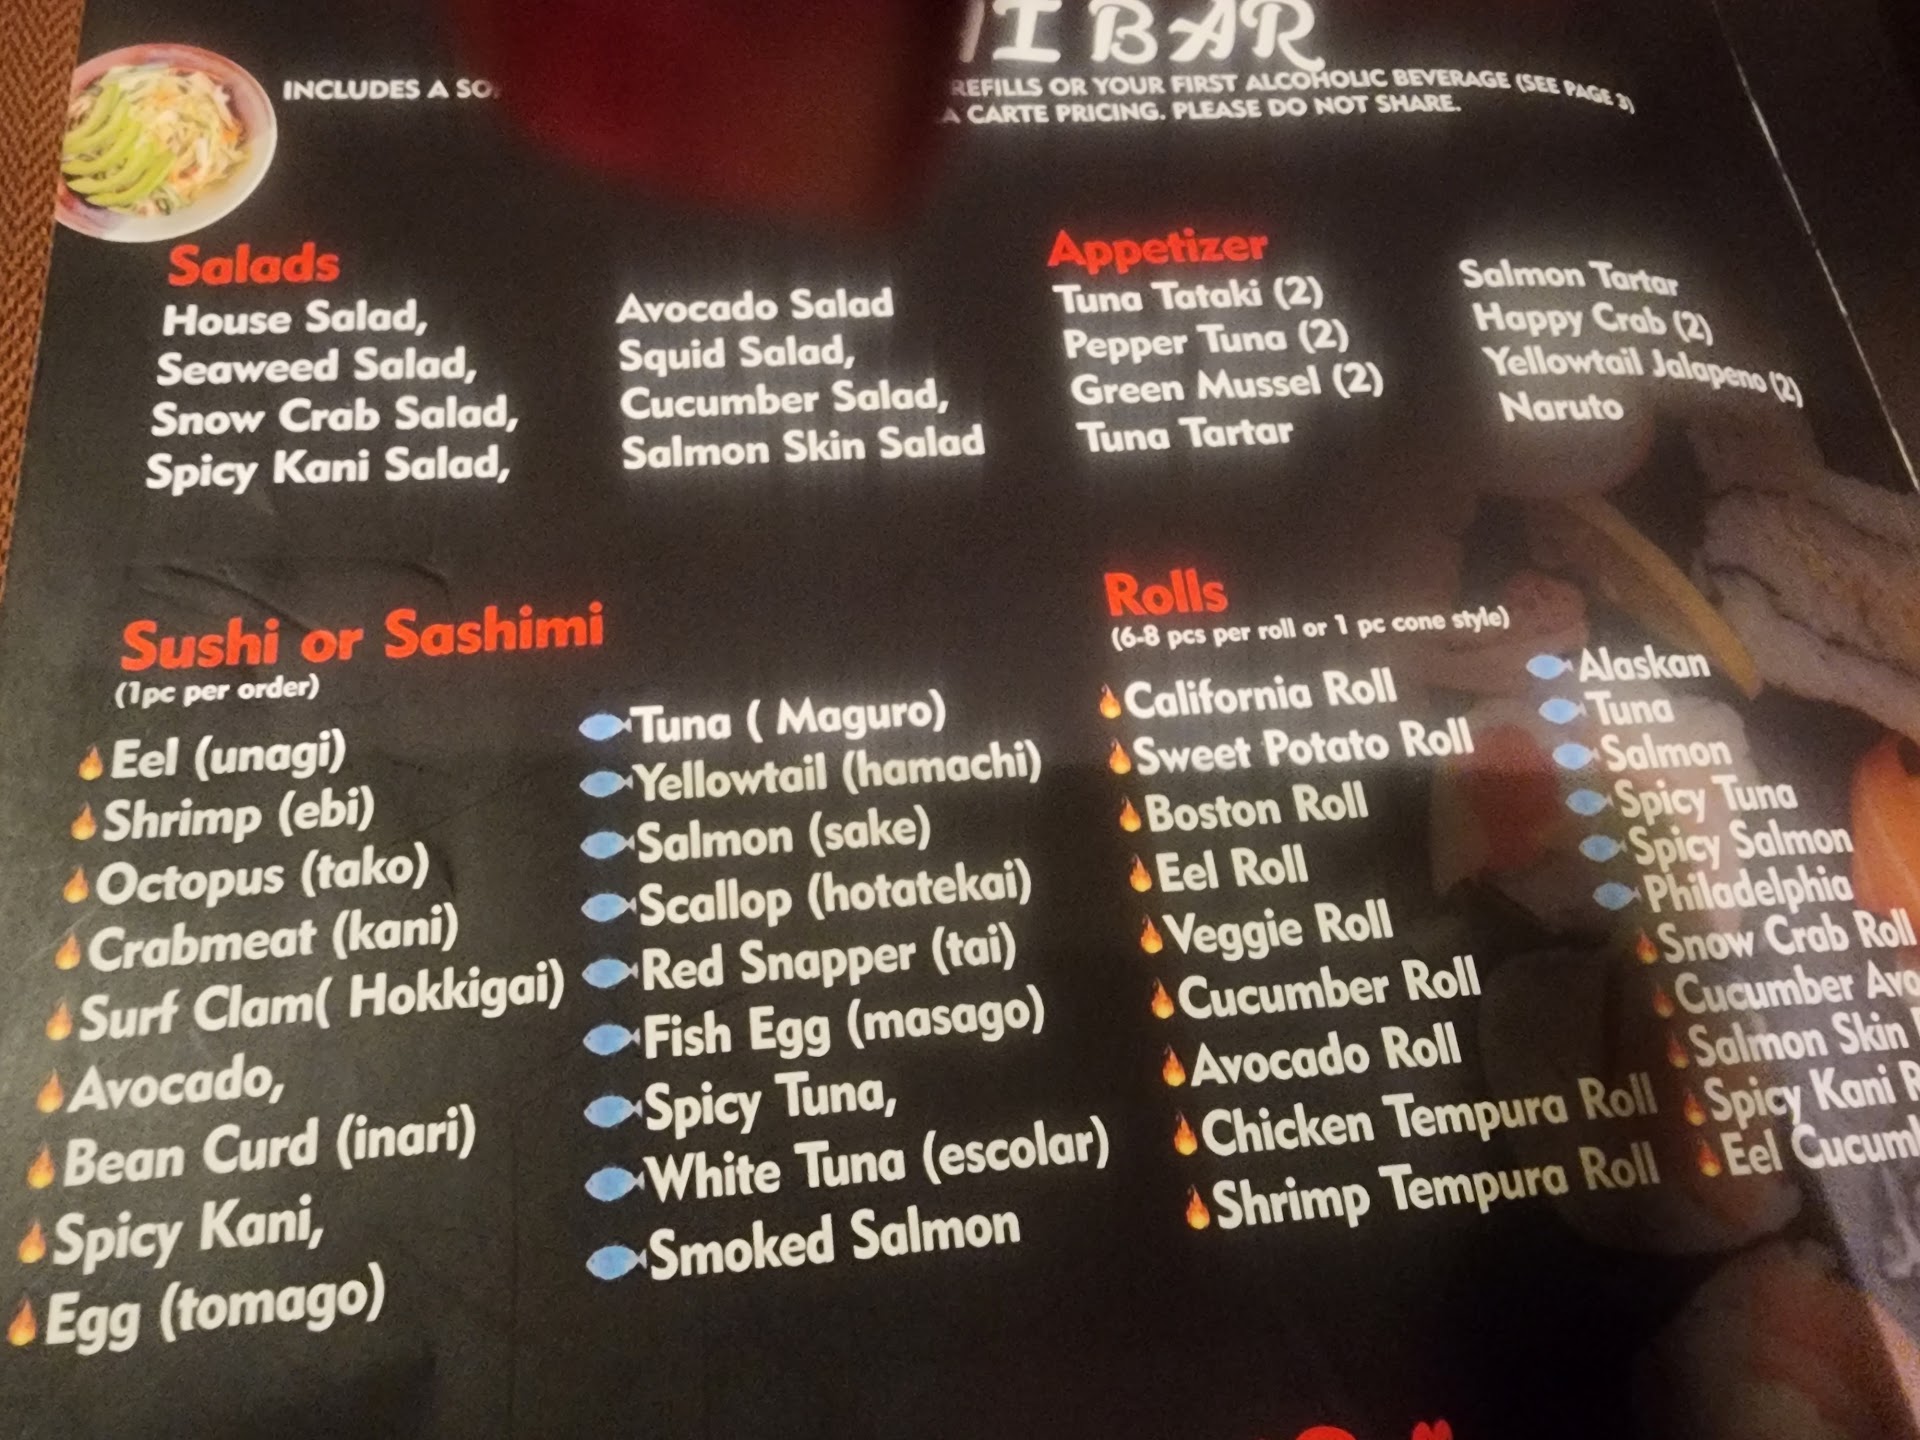 I BAR
INCLUDES A
REFILLS OR YOUR FIRST ALCOHOLIC BEVERAGE (SEE PAGE 3)
A CARTE PRICING. PLEASE DO NOT SHARE.
Salads
House Salad,
Seaweed Salad,
Snow Crab Salad,
Spicy Kani Salad,
Avocado Salad
Squid Salad,
Cucumber Salad,
Salmon Skin Salad
Appetizer
Tuna Tataki (2)
Pepper Tuna (2)
Green Mussel (2)
Tuna Tartar
Salmon Tartar
Happy Crab (2)
Yellowtail Jalapeno (2)
Naruto
Sushi or Sashimi
(1pc per order)
Eel (unagi)
Shrimp (ebi)
Octopus (tako)
Crabmeat (kani)
Surf Clam( Hokkigai)
Avocado,
Bean Curd (inari)
Spicy Kani,
Egg (tomago)
Tuna ( Maguro)
Yellowtail (hamachi)
Salmon (sake)
Scallop (hotatekai)
Red Snapper (tai)
Fish Egg (masago)
Spicy Tuna,
White Tuna (escolar)
Smoked Salmon
Rolls
(6-8 pcs per roll or 1 pc cone style)
California Roll
Sweet Potato Roll
Boston Roll
Eel Roll
Veggie Roll
Cucumber Roll
Avocado Roll
Chicken Tempura Roll
Shrimp Tempura Roll
Alaskan
Tuna
Salmon
Spicy Tuna
Spicy Salmon
Philadelphia
Snow Crab Roll
Cucumber Avo
Salmon Skin
Spicy Kani R
Eel Cucum